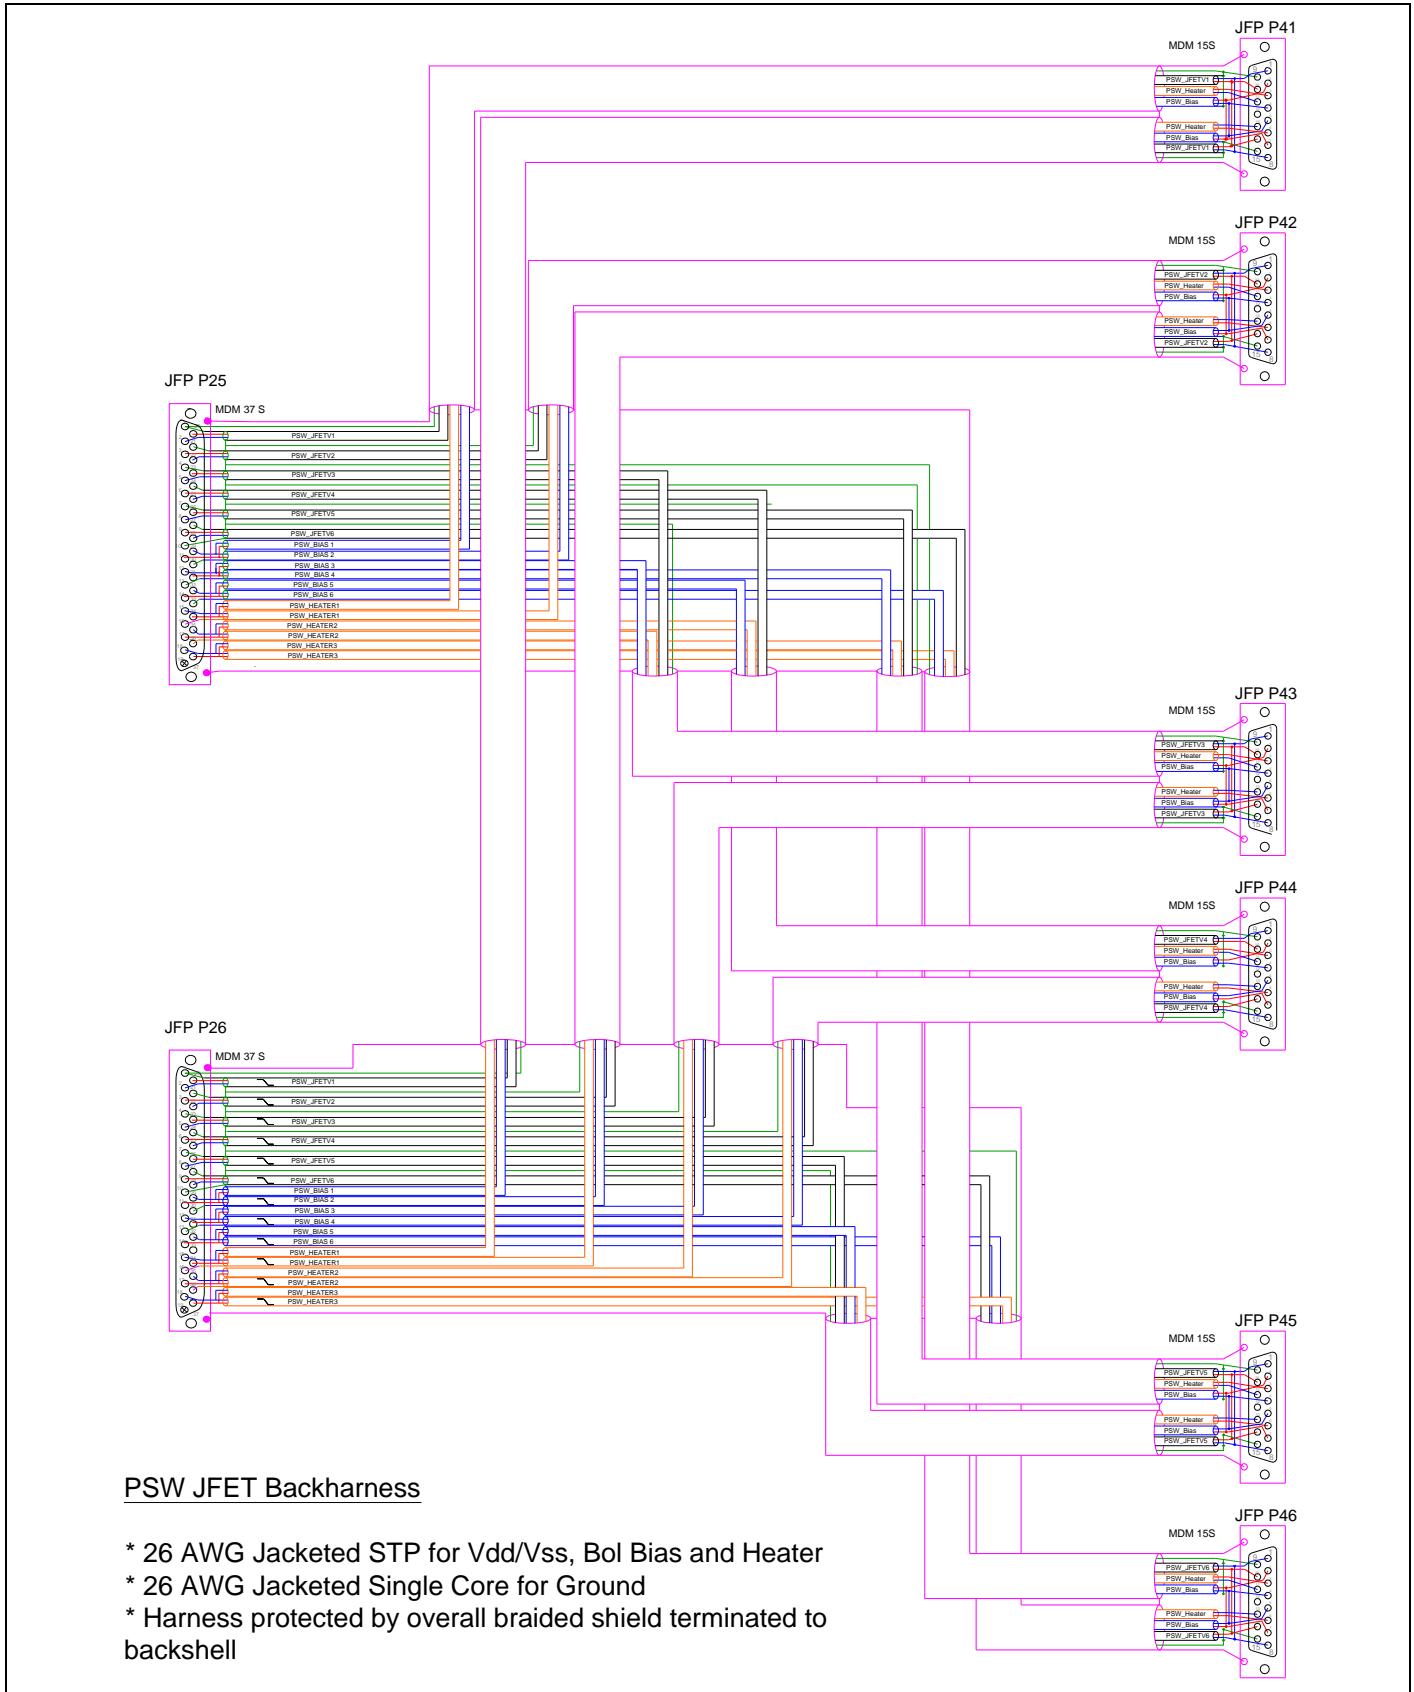 JFP P41
MDM 15S
PSW_JFETV1
PSW_Heater
PSW_Bias
PSW_Heater
PSW_Bias
PSW_JFETV1
JFP P42
MDM 15S
PSW_JFETV2
PSW_Heater
PSW_Bias
PSW_Heater
PSW_Bias
PSW_JFETV2
JFP P25
MDM 37 S
PSW_JFETV1
PSW_JFETV2
PSW_JFETV3
PSW_JFETV4
PSW_JFETV5
PSW_JFETV6
PSW_BIAS 1
PSW_BIAS 2
PSW_BIAS 3
PSW_BIAS 4
PSW_BIAS 5
PSW_BIAS 6
PSW_HEATER1
PSW_HEATER1
PSW_HEATER2
PSW_HEATER2
PSW_HEATER3
PSW_HEATER3
JFP P43
MDM 15S
PSW_JFETV3
PSW_Heater
PSW_Bias
PSW_Heater
PSW_Bias
PSW_JFETV3
JFP P44
MDM 15S
PSW_JFETV4
PSW_Heater
PSW_Bias
PSW_Heater
PSW_Bias
PSW_JFETV4
JFP P26
MDM 37 S
PSW_JFETV1
PSW_JFETV2
PSW_JFETV3
PSW_JFETV4
PSW_JFETV5
PSW_JFETV6
PSW_BIAS 1
PSW_BIAS 2
PSW_BIAS 3
PSW_BIAS 4
PSW_BIAS 5
PSW_BIAS 6
PSW_HEATER1
PSW_HEATER1
PSW_HEATER2
PSW_HEATER2
PSW_HEATER3
PSW_HEATER3
JFP P45
MDM 15S
PSW_JFETV5
PSW_Heater
PSW_Bias
PSW_Heater
PSW_Bias
PSW_JFETV5
JFP P46
MDM 15S
PSW_JFETV6
PSW_Heater
PSW_Bias
PSW_Heater
PSW_Bias
PSW_JFETV6
PSW JFET Backharness
* 26 AWG Jacketed STP for Vdd/Vss, Bol Bias and Heater
* 26 AWG Jacketed Single Core for Ground
* Harness protected by overall braided shield terminated to
backshell